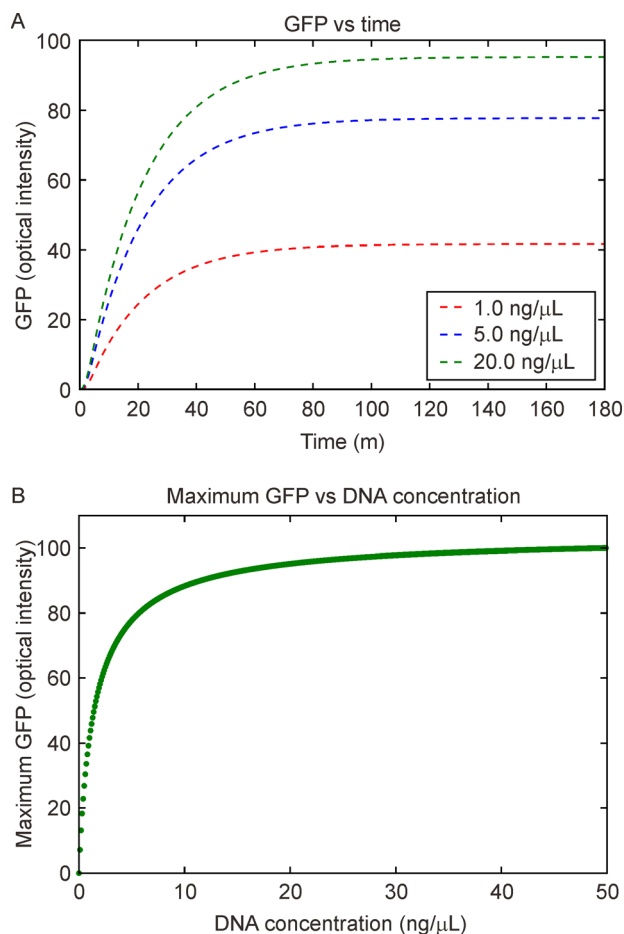 A
GFP vs time
100
80
60
40
20
0
GFP (optical intensity)
1.0 ng/μL
5.0 ng/μL
20.0 ng/μL
0 20 40 60 80 100 120 140 160 180
Time (m)
B
Maximum GFP vs DNA concentration
100
80
60
40
20
0
Maximum GFP (optical intensity)
0 10 20 30 40 50
DNA concentration (ng/μL)